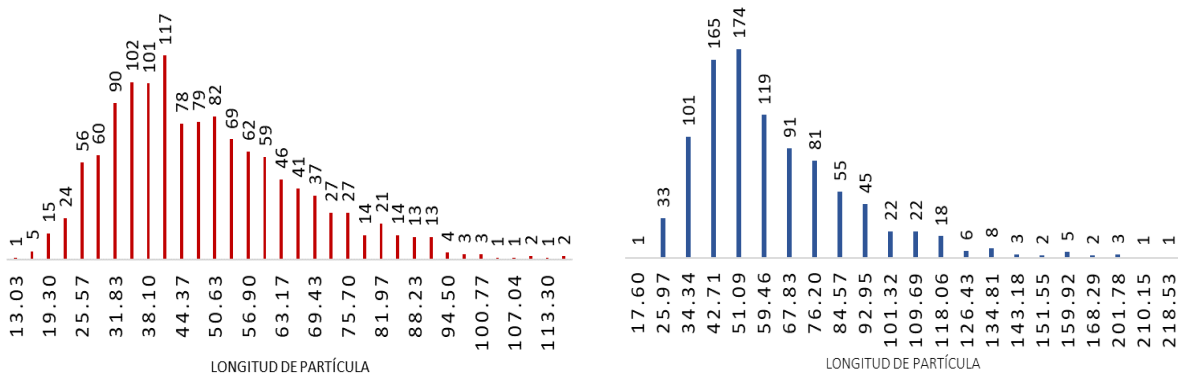 1 5 15 24 56 60 90 102 101 117 78 79 82 69 62 59 46 41 37 27 27 14 21 14 13 13 4 3 3 1 1 2 1 2
13.03 19.30 25.57 31.83 38.10 44.37 50.63 56.90 63.17 69.43 75.70 81.97 88.23 94.50 100.77 107.04 113.30
LONGITUD DE PARTÍCULA
1 33 101 165 174 119 91 81 55 45 22 22 18 6 8 3 2 5 2 3 1 1
17.60 25.97 34.34 42.71 51.09 59.46 67.83 76.20 84.57 92.95 101.32 109.69 118.06 126.43 134.81 143.18 151.55 159.92 168.29 201.78 210.15 218.53
LONGITUD DE PARTÍCULA